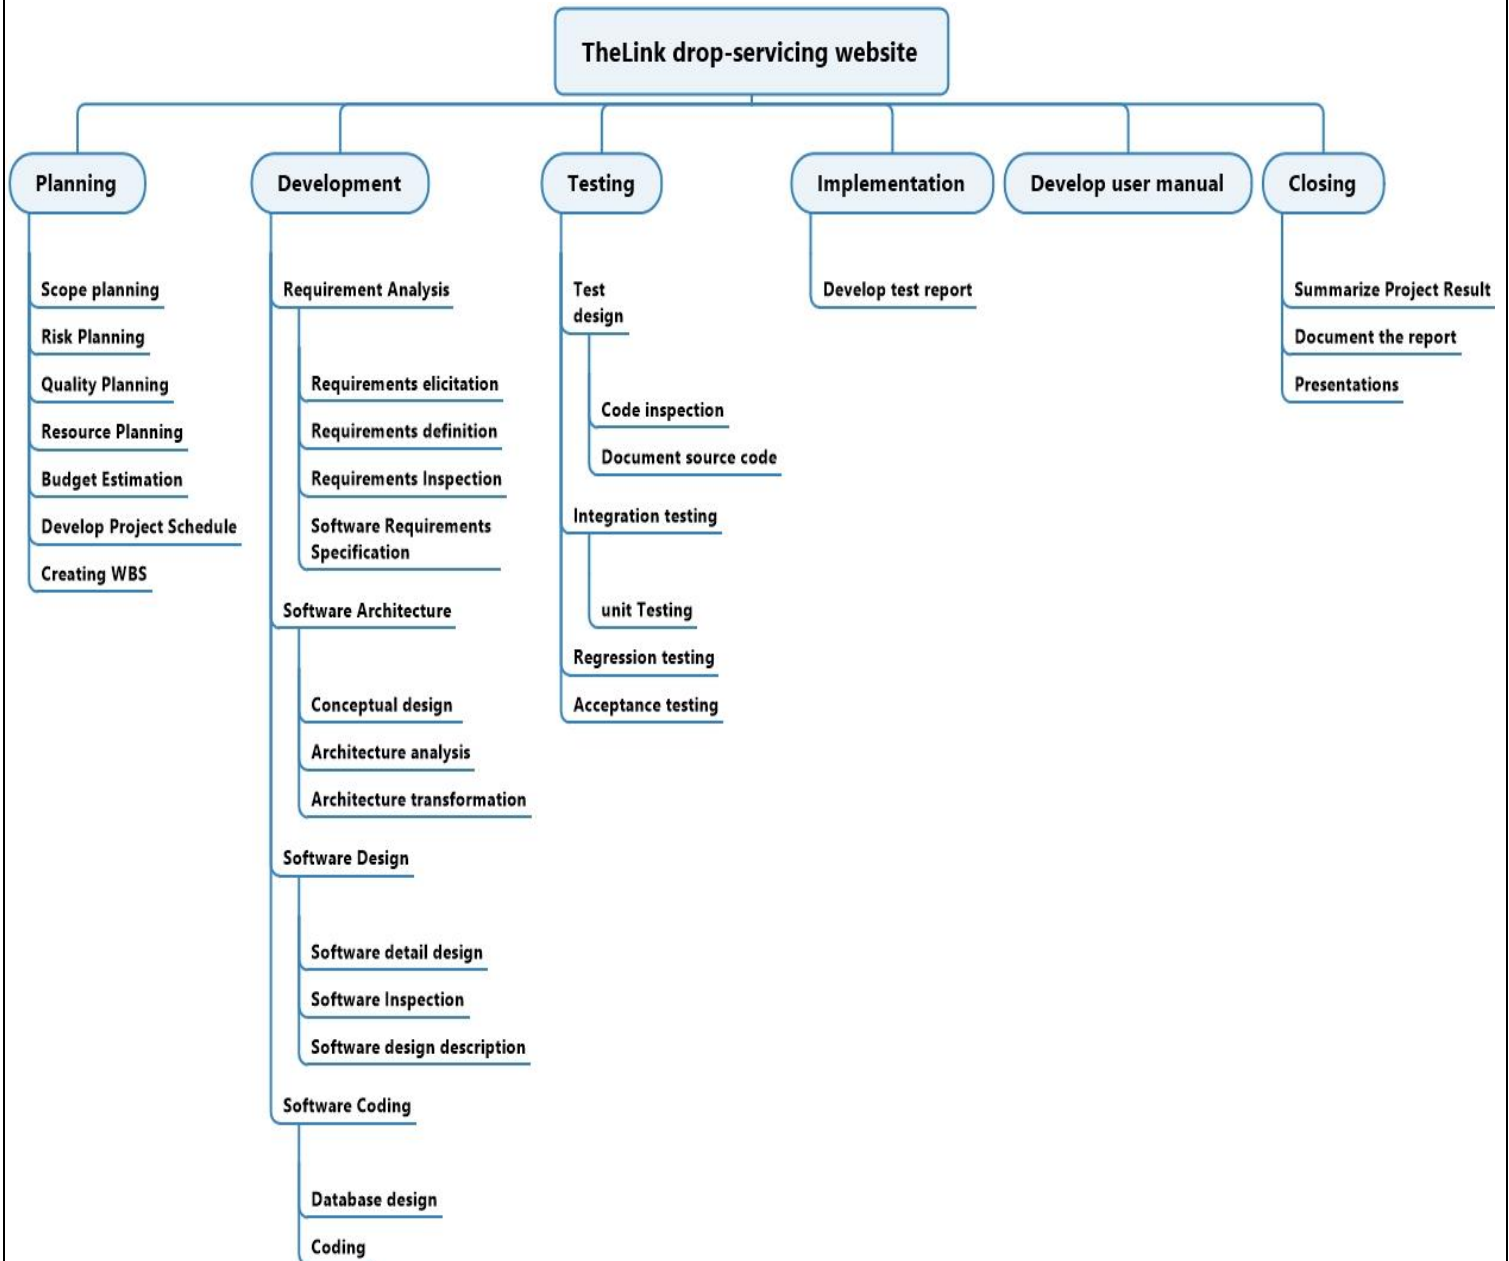 TheLink drop-servicing website
Planning
Development
Testing
Implementation
Develop user manual
Closing
Scope planning
Risk Planning
Quality Planning
Resource Planning
Budget Estimation
Develop Project Schedule
Creating WBS
Requirement Analysis
Requirements elicitation
Requirements definition
Requirements Inspection
Software Requirements
Specification
Software Architecture
Conceptual design
Architecture analysis
Architecture transformation
Software Design
Software detail design
Software Inspection
Software design description
Software Coding
Database design
Coding
Test
design
Code inspection
Document source code
Integration testing
unit Testing
Regression testing
Acceptance testing
Develop test report
Summarize Project Result
Document the report
Presentations